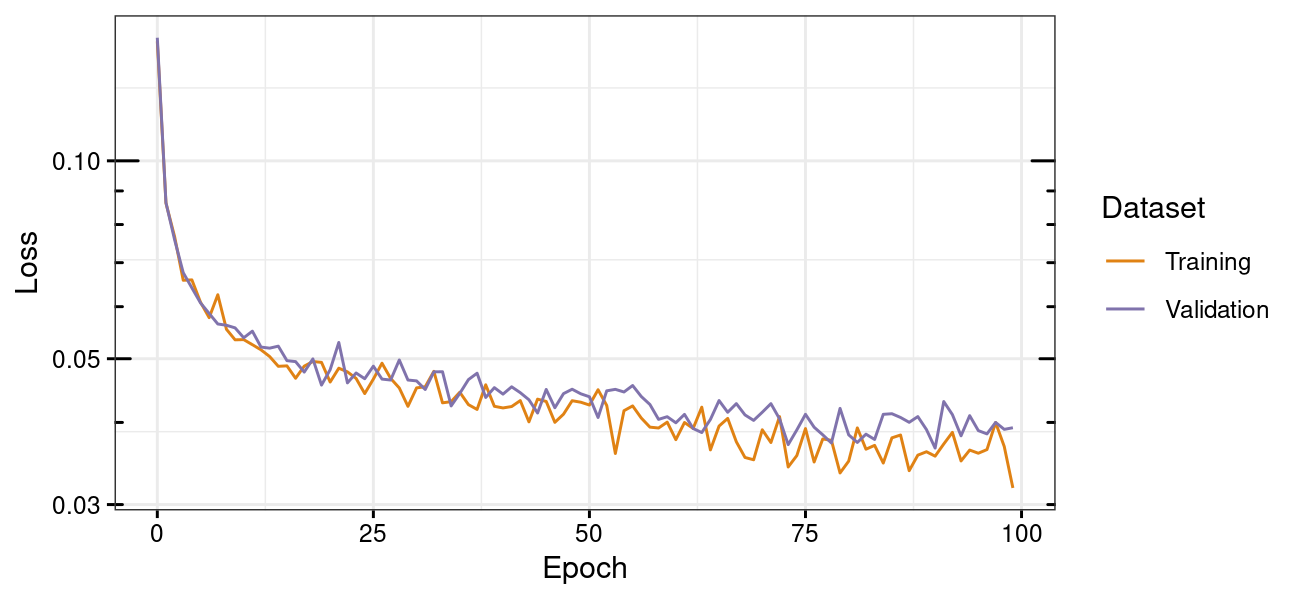 0.10
0.05
0.03
Loss
0 25 50 75 100
Epoch
Dataset
Training
Validation